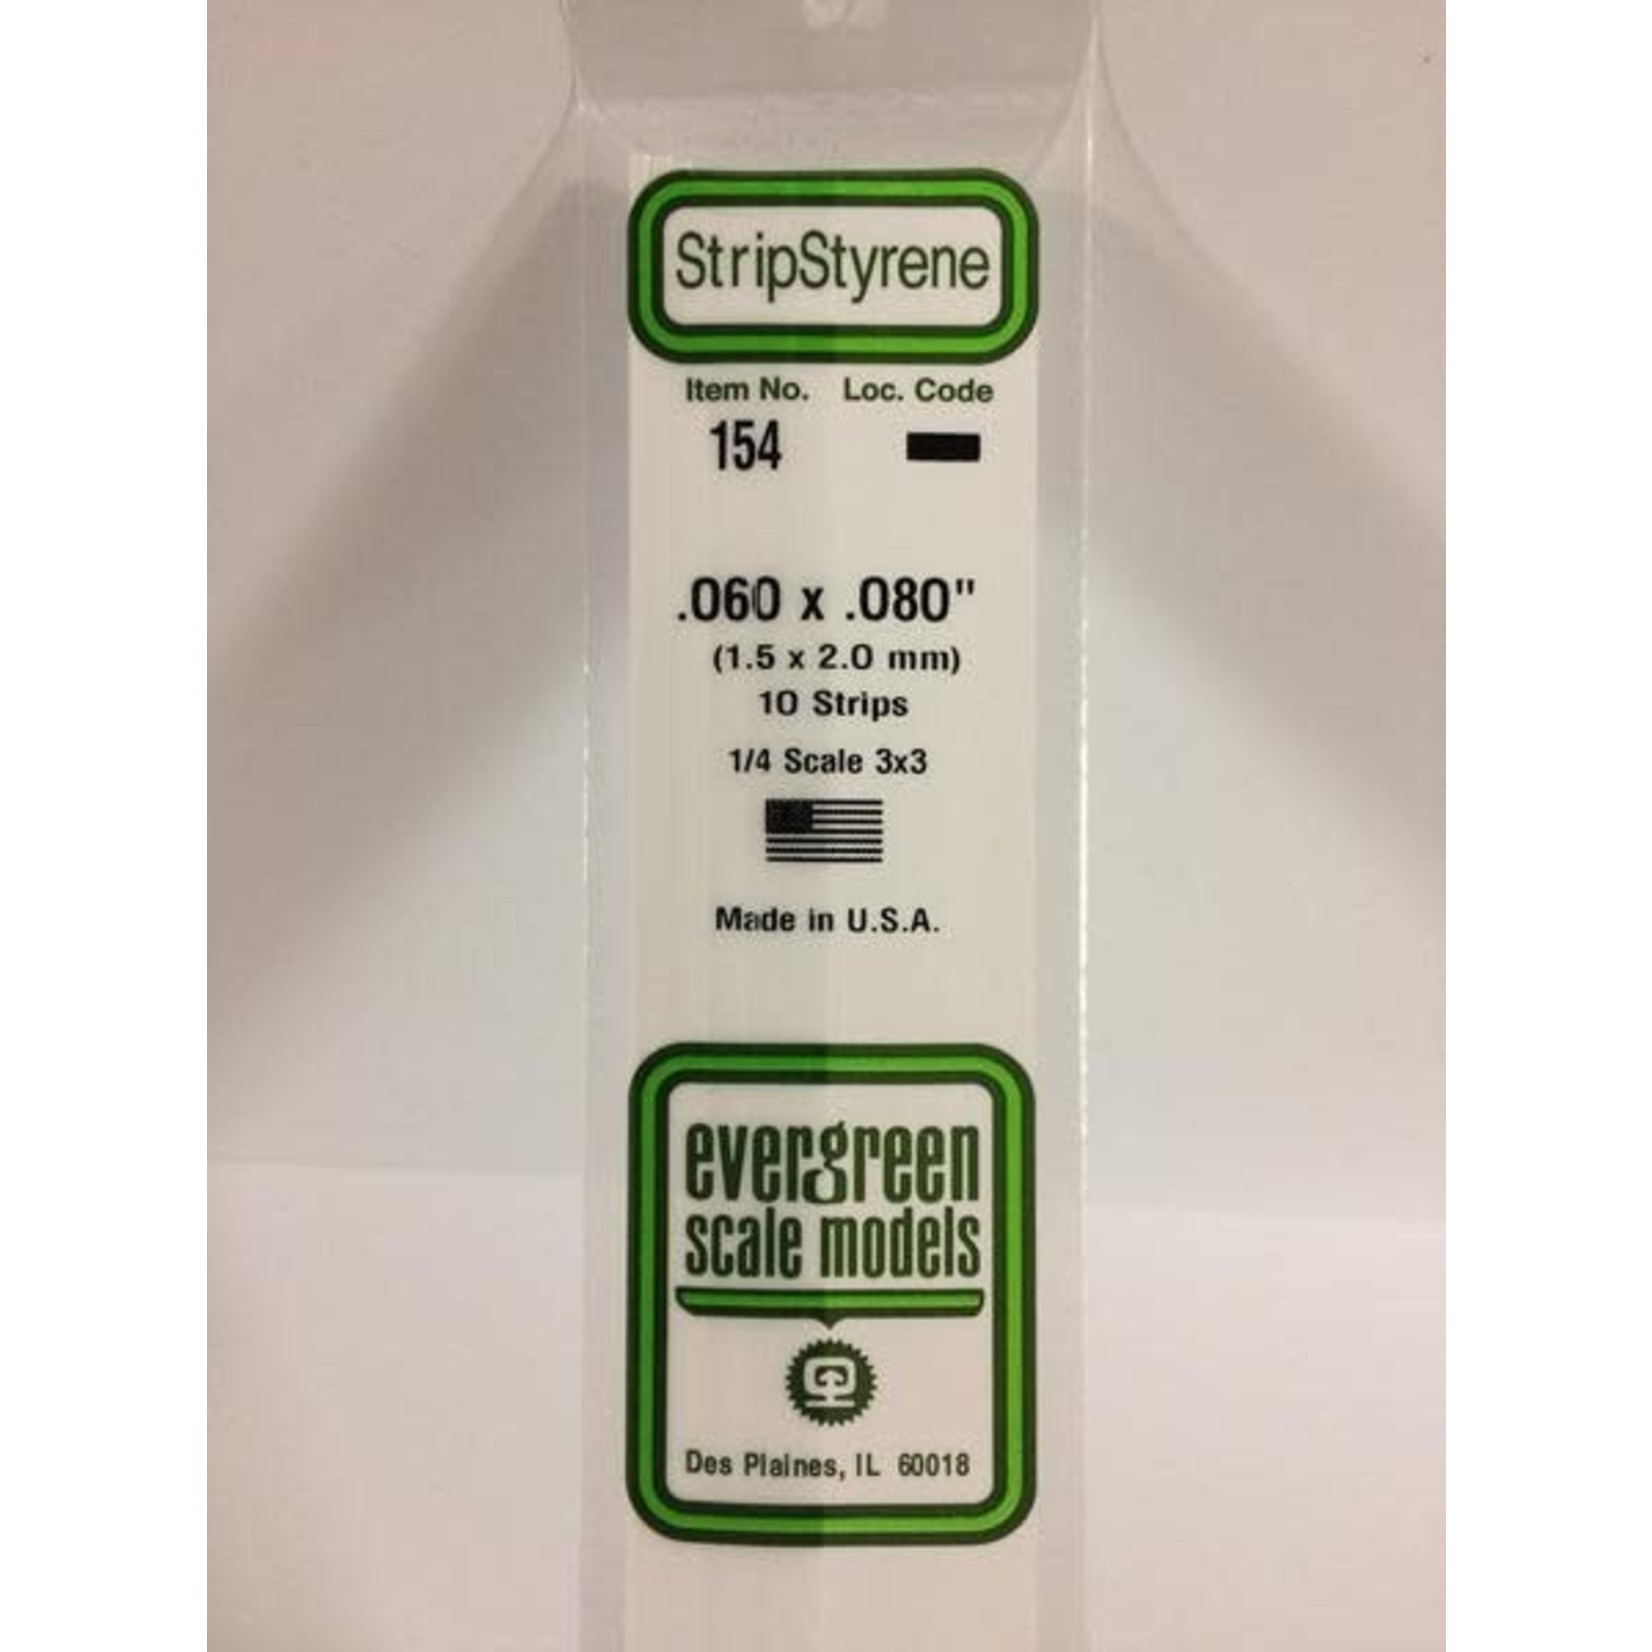 StripStyrene
Item No. Loc. Code
154
.060 x .080"
(1.5 x 2.0 mm)
10 Strips
1/4 Scale 3x3
Made in U.S.A.
evergreen
scale models
Des Plaines, IL 60018